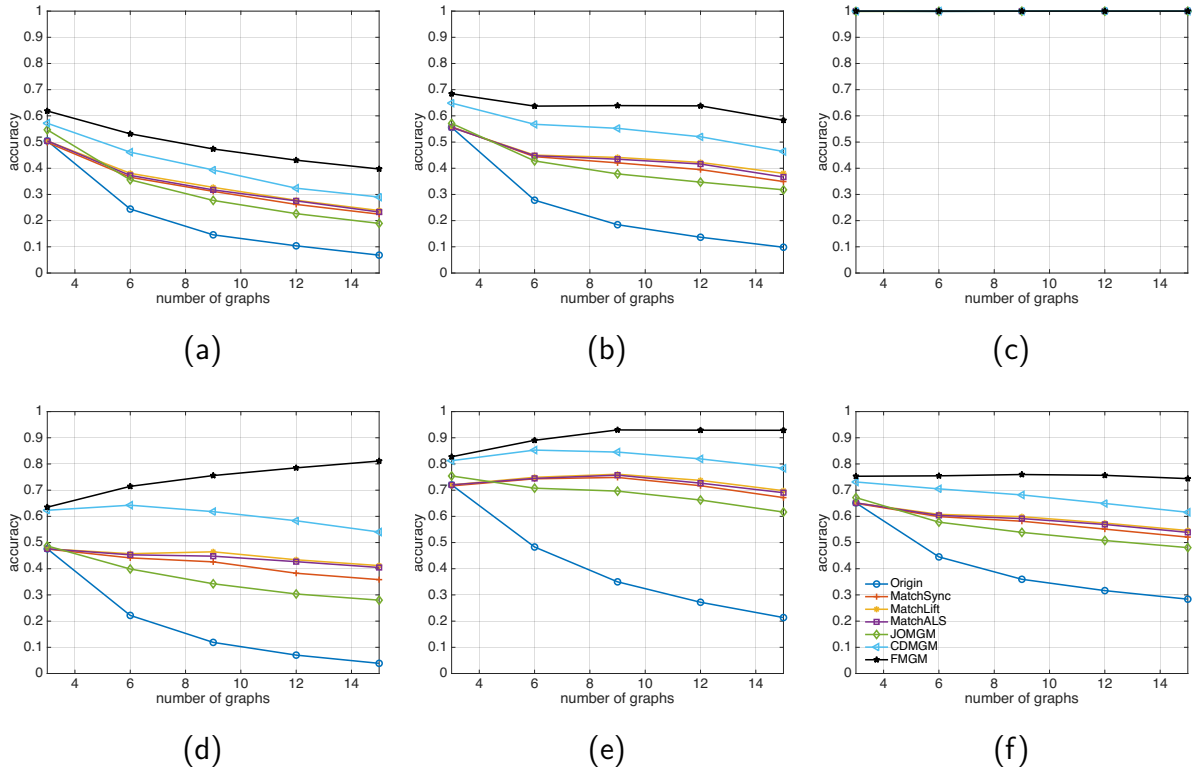 1
0.9
0.8
0.7
0.6
0.5
0.4
0.3
0.2
0.1
0
accuracy
4 6 8 10 12 14
number of graphs
(a)
1
0.9
0.8
0.7
0.6
0.5
0.4
0.3
0.2
0.1
0
accuracy
4 6 8 10 12 14
number of graphs
(b)
1
0.9
0.8
0.7
0.6
0.5
0.4
0.3
0.2
0.1
0
accuracy
4 6 8 10 12 14
number of graphs
(c)
1
0.9
0.8
0.7
0.6
0.5
0.4
0.3
0.2
0.1
0
accuracy
4 6 8 10 12 14
number of graphs
(d)
1
0.9
0.8
0.7
0.6
0.5
0.4
0.3
0.2
0.1
0
accuracy
4 6 8 10 12 14
number of graphs
(e)
1
0.9
0.8
0.7
0.6
0.5
0.4
0.3
0.2
0.1
0
accuracy
Origin
MatchSync
MatchLift
MatchALS
JOMGM
CDMGM
FMGM
4 6 8 10 12 14
number of graphs
(f)